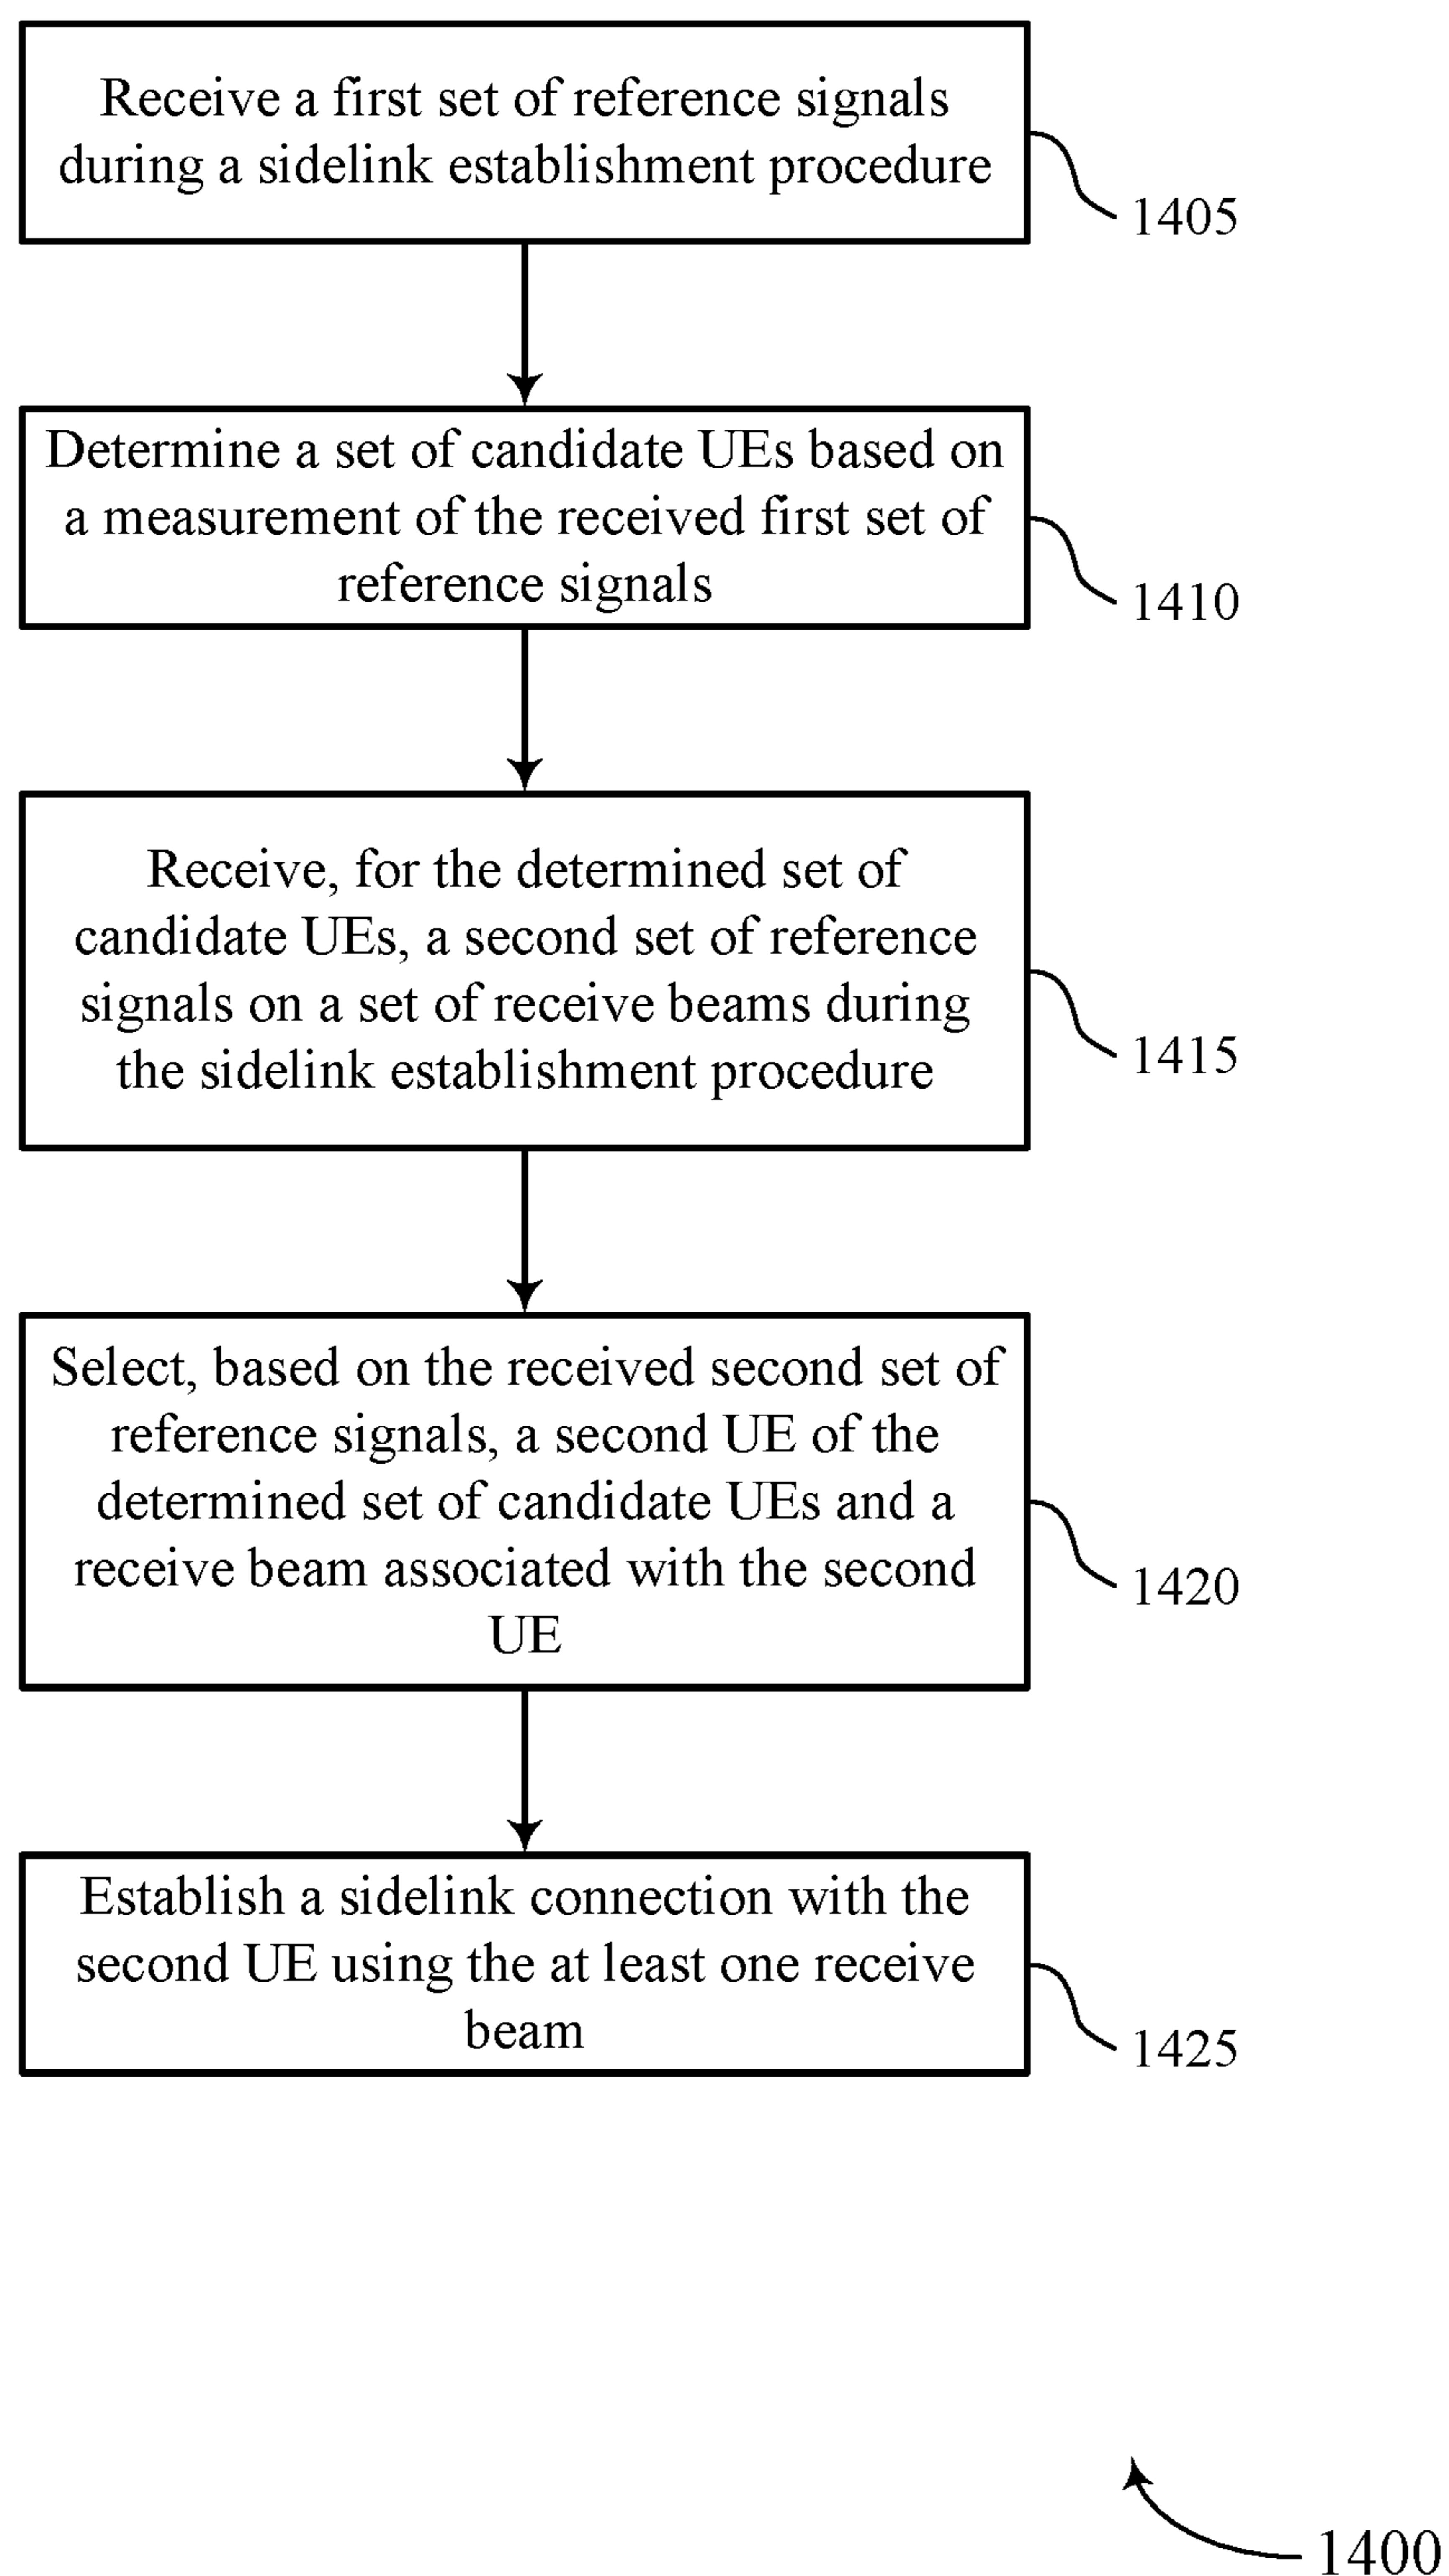 Receive a first set of reference signals
during a sidelink establishment procedure
1405
Determine a set of candidate UEs based on
a measurement of the received first set of
reference signals
1410
Receive, for the determined set of
candidate UEs, a second set of reference
signals on a set of receive beams during
the sidelink establishment procedure
1415
Select, based on the received second set of
reference signals, a second UE of the
determined set of candidate UEs and a
receive beam associated with the second
UE
1420
Establish a sidelink connection with the
second UE using the at least one receive
beam
1425
1400